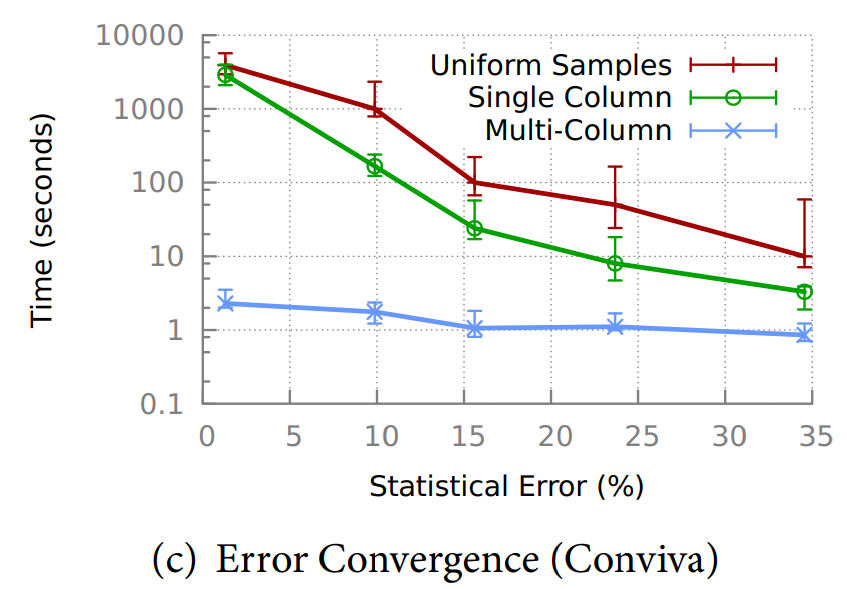 10000
1000
100
10
1
0.1
Time (seconds)
Uniform Samples
Single Column
Multi-Column
0 5 10 15 20 25 30 35
Statistical Error (%)
(c) Error Convergence (Conviva)